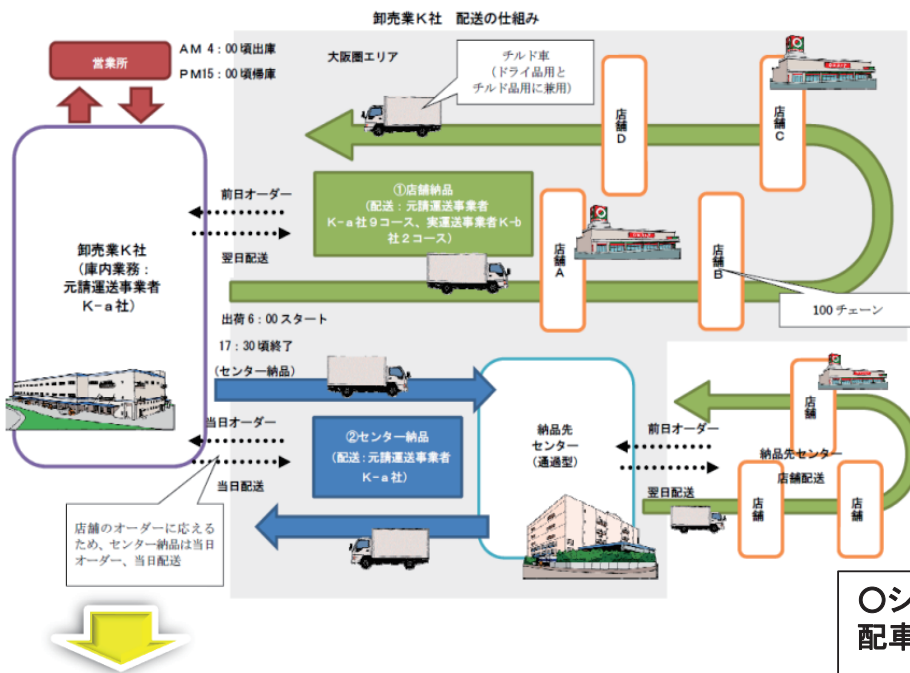 卸売業K社 配送の仕組み
営業所
AM 4:00頃出庫
PM15:00頃帰庫
大阪圏エリア
チルド車
(ドライ品用と
チルド品用に兼用)
店舗D
店舗C
前日オーダー
翌日配送
①店舗納品
(配送:元請運送事業者
K-a社9コース、実運送事業者K-b
社2コース)
店舗A
店舗B
100チェーン
卸売業K社
(庫内業務:
元請運送事業者
K-a社)
出荷6:00スタート
17:30頃終了
(センター納品)
当日オーダー
当日配送
②センター納品
(配送:元請運送事業者
K-a社)
納品先
センター
(通過型)
前日オーダー
翌日配送
納品先センター
店舗配送
店舗
店舗
店舗
店舗のオーダーに応える
ため、センター納品は当日
オーダー、当日配送
〇シ
配車